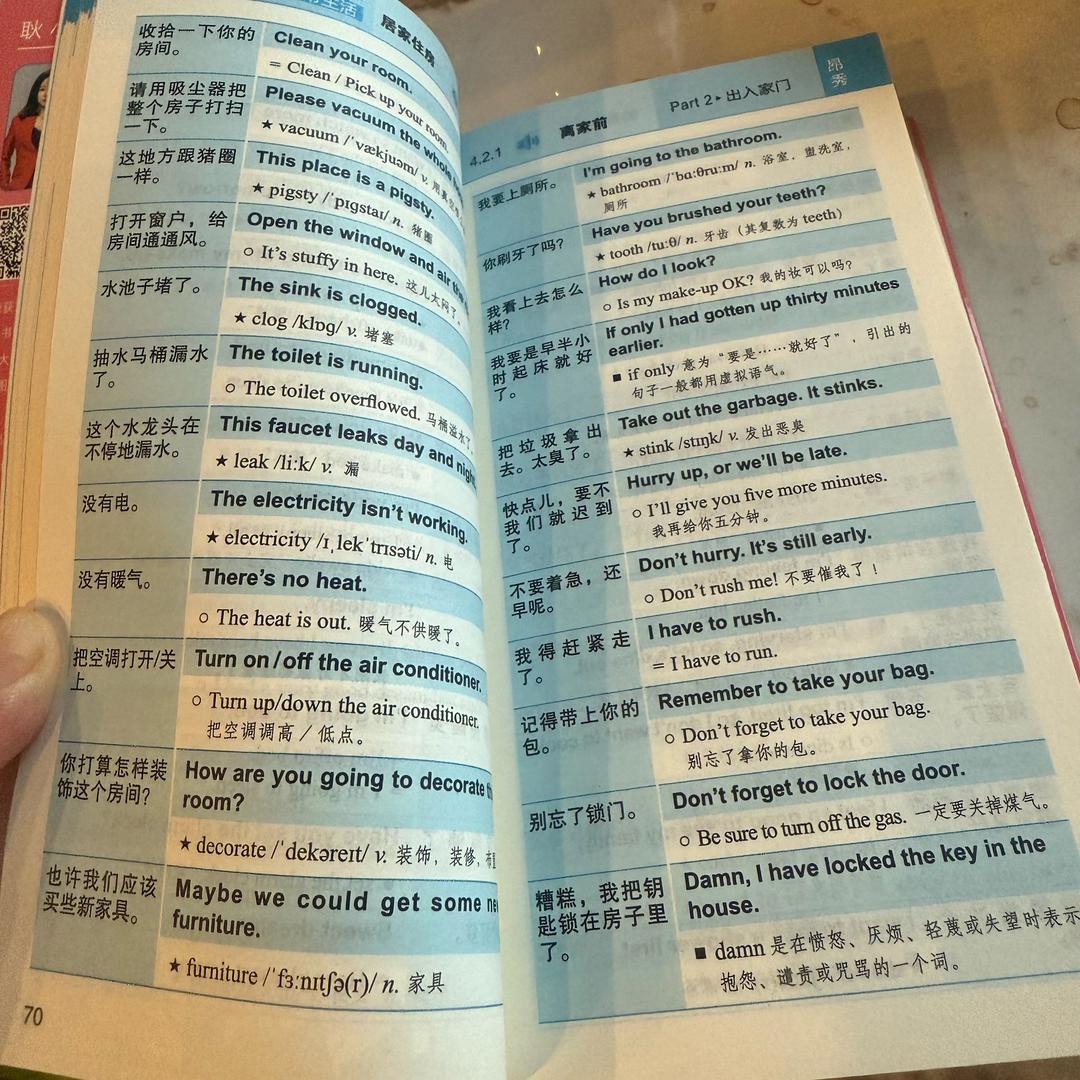 耿
生活
居家住房
收拾一下你的
房间。
Clean your room.
= Clean / Pick up your room.
请用吸尘器把
整个房子打扫
一下。
Please vacuum the whole
★ vacuum /ˈvækjuəm/ v.
这地方跟猪圈
一样。
This place is a pigsty.
★ pigsty /ˈpɪgstaɪ/ n. 猪圈
打开窗户，给
房间通通风。
Open the window and air the
○ It's stuffy in here. 这儿太闷了。
水池子堵了。
The sink is clogged.
★ clog /klɒg/ v. 堵塞
抽水马桶漏水
了。
The toilet is running.
○ The toilet overflowed. 马桶溢水了
这个水龙头在
不停地漏水。
This faucet leaks day and night
★ leak /liːk/ v. 漏
没有电。
The electricity isn't working.
★ electricity /ɪˌlekˈtrɪsəti/ n. 电
没有暖气。
There's no heat.
○ The heat is out. 暖气不供暖了。
把空调打开/关
上。
Turn on/off the air conditioner.
○ Turn up/down the air conditioner.
把空调调高／低点。
你打算怎样装
饰这个房间？
How are you going to decorate
room?
★ decorate /ˈdekəreɪt/ v. 装饰，装修，
也许我们应该
买些新家具。
Maybe we could get some
furniture.
★ furniture /ˈfɜːnɪtʃə(r)/ n. 家具
70
昂
秀
Part 2▸出入家门
4.2.1 离家前
我要上厕所。
I'm going to the bathroom.
★ bathroom /ˈbɑːθruːm/ n. 浴室，盥洗室，
厕所
你刷牙了吗？
Have you brushed your teeth?
★ tooth /tuːθ/ n. 牙齿（其复数为 teeth）
我看上去怎么
样？
How do I look?
○ Is my make-up OK? 我的妆可以吗？
我要是早半小
时起床就好
了。
If only I had gotten up thirty minutes
earlier.
■ if only 意为“要是……就好了”，引出的
句子一般都用虚拟语气。
把垃圾拿出
去。太臭了。
Take out the garbage. It stinks.
★ stink /stɪŋk/ v. 发出恶臭
快点儿，要不
我们就迟到
了。
Hurry up, or we'll be late.
○ I'll give you five more minutes.
我再给你五分钟。
不要着急，还
早呢。
Don't hurry. It's still early.
○ Don't rush me! 不要催我了！
我得赶紧走
了。
I have to rush.
= I have to run.
记得带上你的
包。
Remember to take your bag.
○ Don't forget to take your bag.
别忘了拿你的包。
别忘了锁门。
Don't forget to lock the door.
○ Be sure to turn off the gas. 一定要关掉煤气。
糟糕，我把钥
匙锁在房子里
了。
Damn, I have locked the key in the
house.
■ damn 是在愤怒、厌烦、轻蔑或失望时表示
抱怨、谴责或咒骂的一个词。